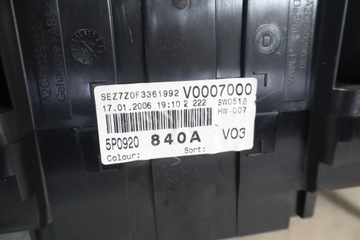 SEZ7Z0F3361992 V0007000
17.01.2006 19:10 2 222 SW0518
HW-007
5P0920 840A V03
Colour: Sort: